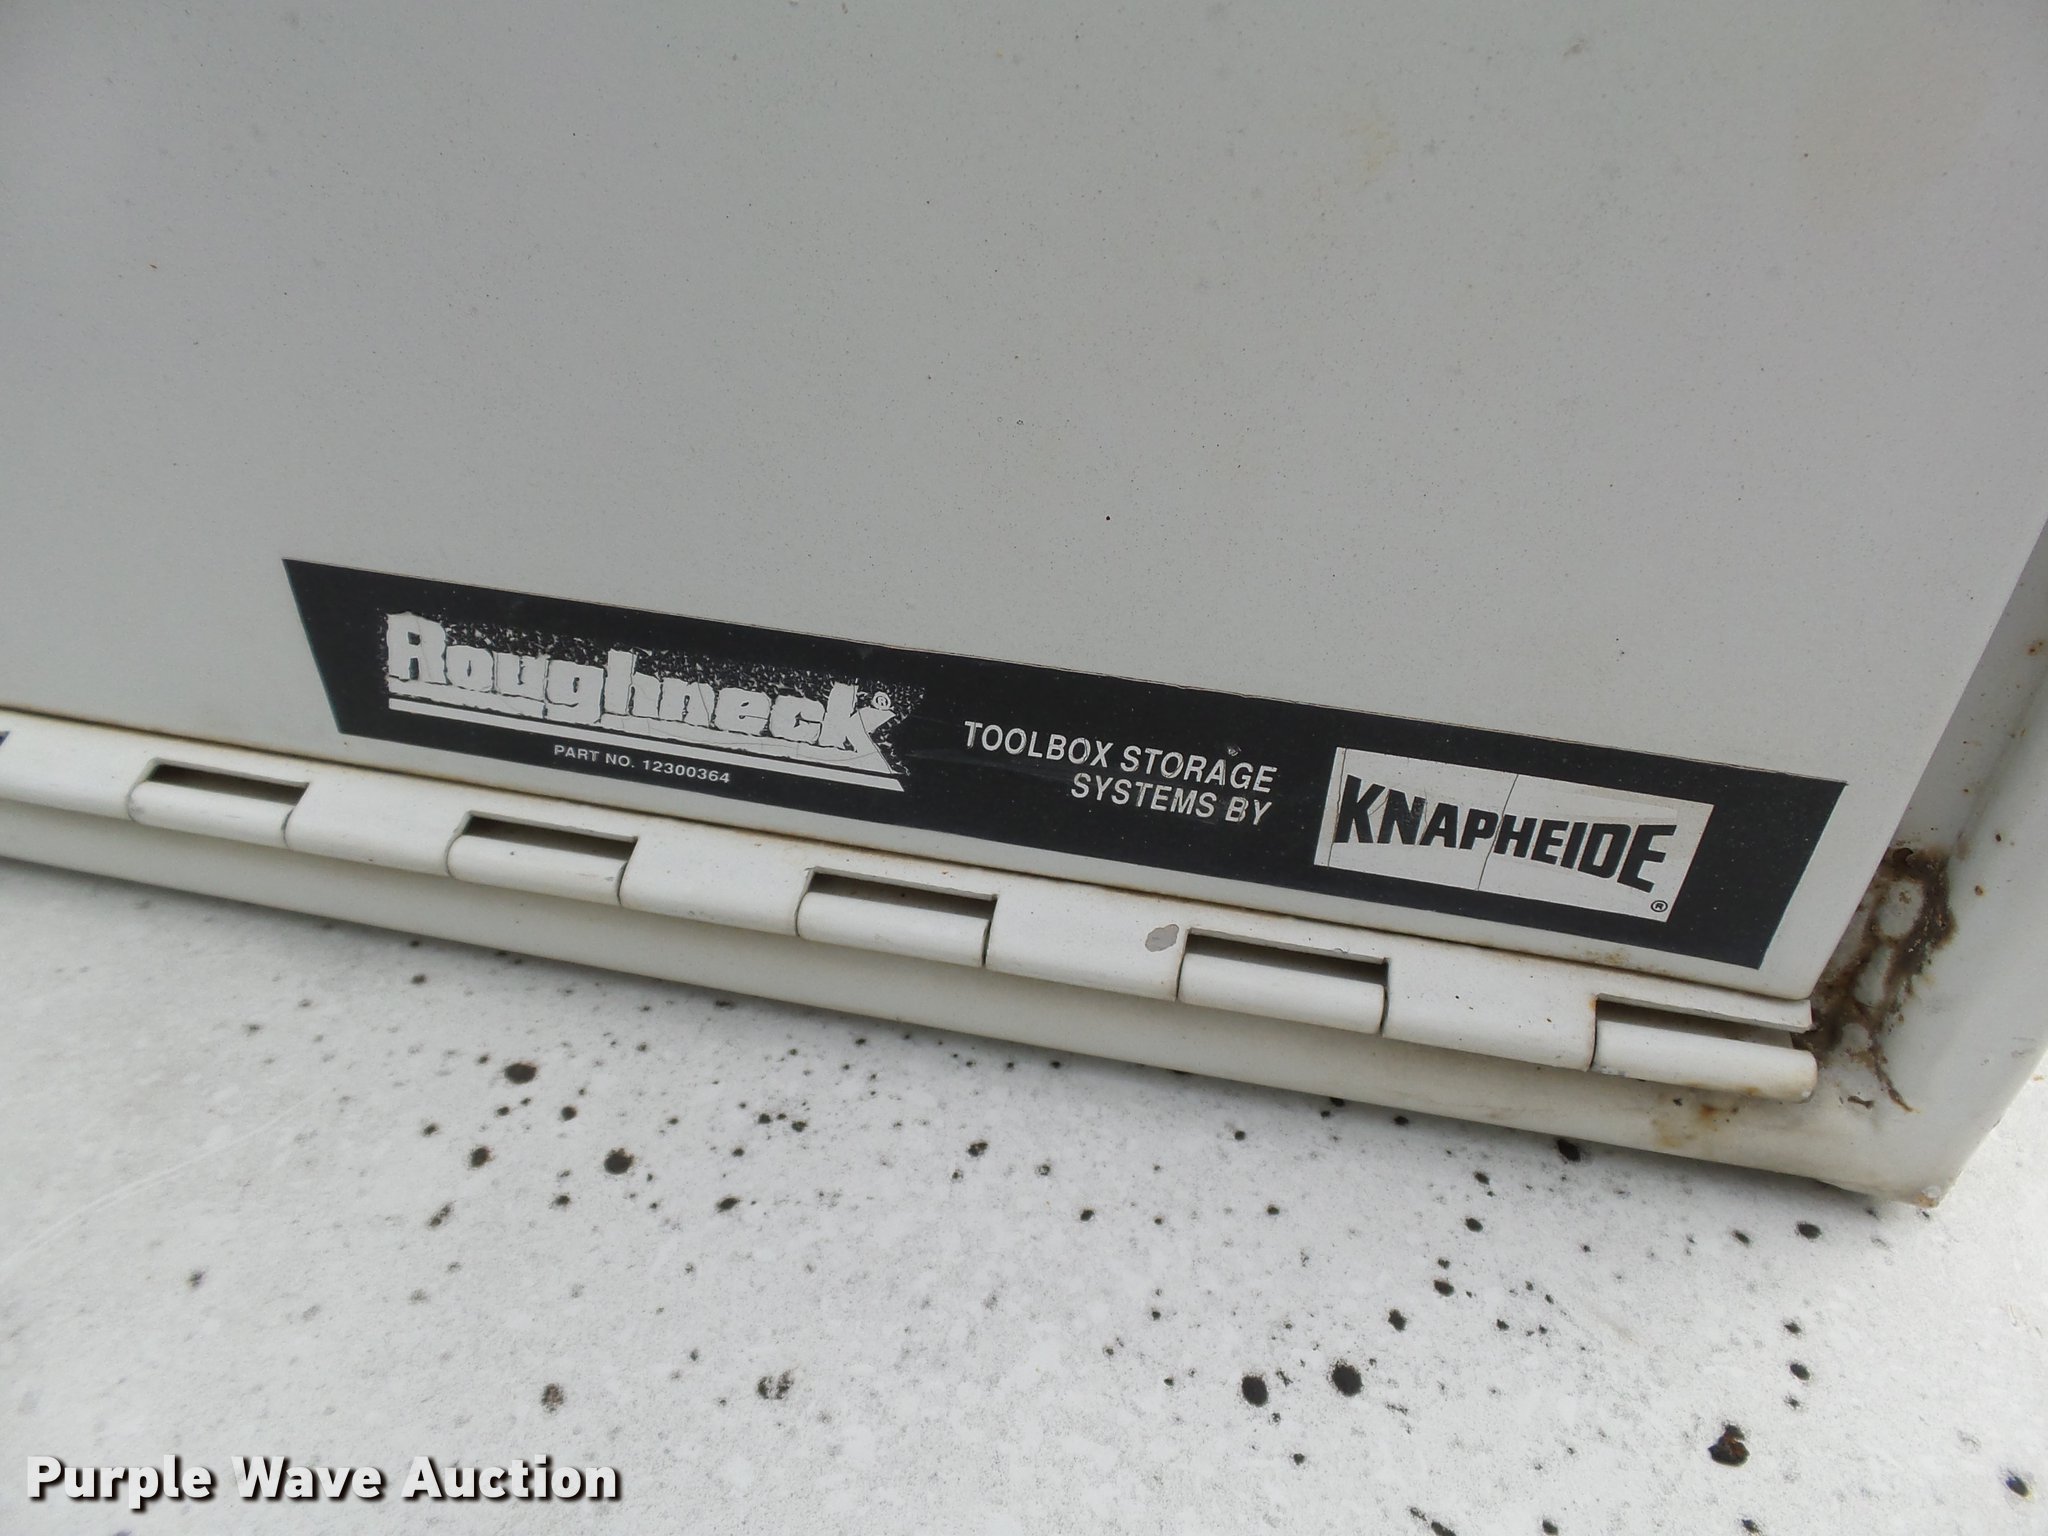 Roughneck®
PART NO. 12300364
TOOLBOX STORAGE
SYSTEMS BY
KNAPHEIDE
®
Purple Wave Auction